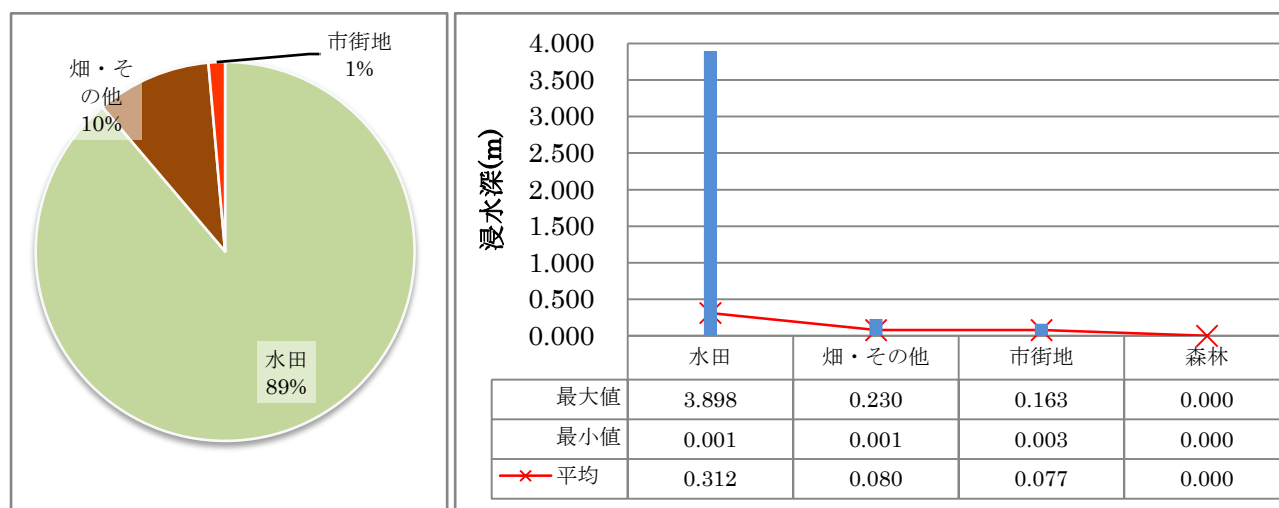 市街地
1%
畑・そ
の他
10%
水田
89%
浸水深(m)
4.000
3.500
3.000
2.500
2.000
1.500
1.000
0.500
0.000
水田 畑・その他 市街地 森林
最大値 3.898 0.230 0.163 0.000
最小値 0.001 0.001 0.003 0.000
平均 0.312 0.080 0.077 0.000